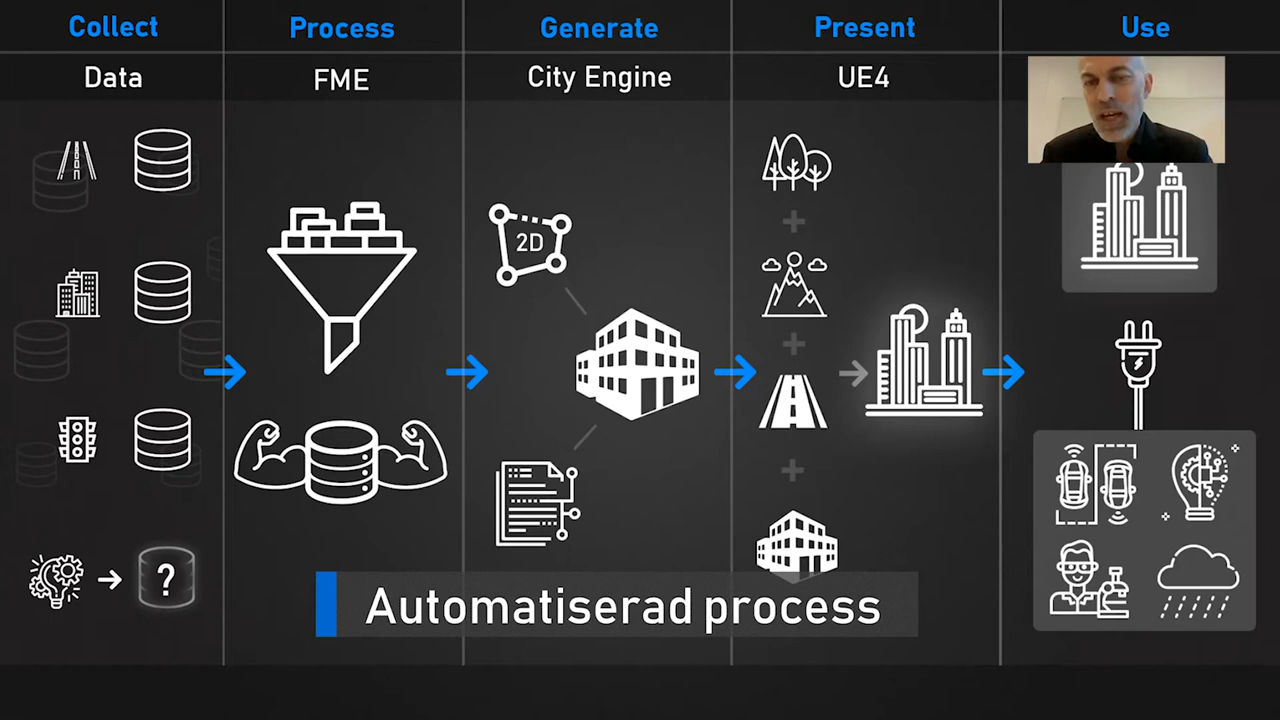 Collect
Process
Generate
Present
Use
Data
FME
City Engine
UE4
2D
?
Automatiserad process